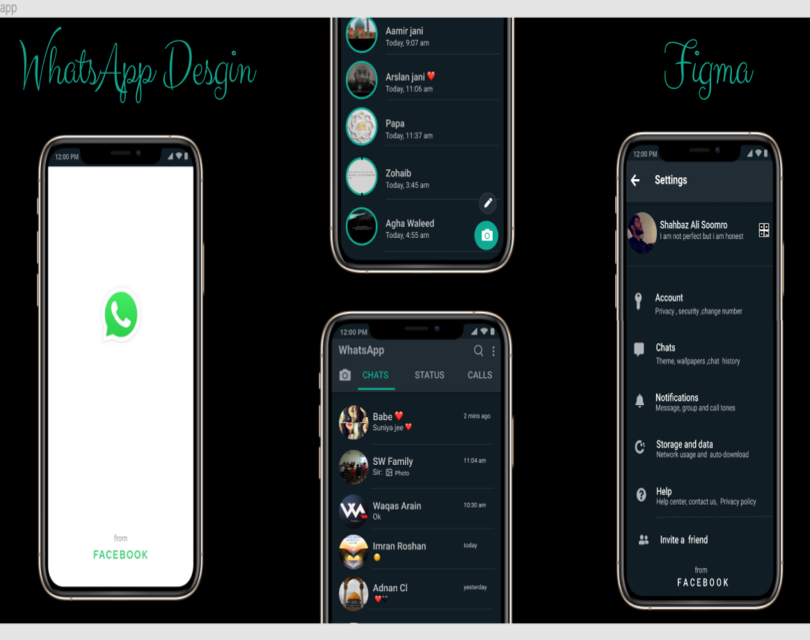 app
WhatsApp Desgin
Figma
12:00 PM
from
FACEBOOK
Aamir jani
Today, 9:07 am
Arslan jani ❤️
Today, 11:06 am
Papa
Today, 11:37 am
Zohaib
Today, 3:45 am
Agha Waleed
Today, 4:55 am
12:00 PM
WhatsApp
CHATS STATUS CALLS
Babe ❤️ 2 mins ago
Suniya jee ❤️
SW Family 11:04 am
Sir: Photo
Waqas Arain 10:30 am
Ok
Imran Roshan today
Adnan Cl yesterday
12:00 PM
Settings
Shahbaz Ali Soomro
I am not perfect but i am honest
Account
Privacy , security ,change number
Chats
Theme, wallpapers ,chat history
Notifications
Message, group and call tones
Storage and data
Network usage and auto-download
Help
Help center, contact us, Privacy policy
Invite a friend
from
FACEBOOK